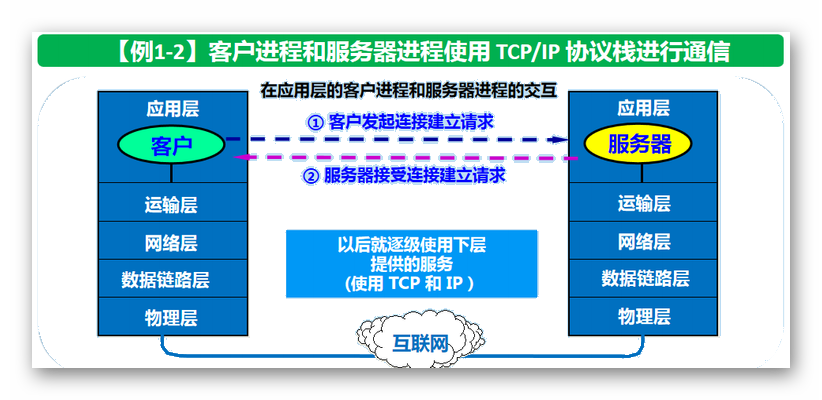 【例1-2】客户进程和服务器进程使用 TCP/IP 协议栈进行通信
在应用层的客户进程和服务器进程的交互
应用层
① 客户发起连接建立请求
应用层
客户
服务器
② 服务器接受连接建立请求
运输层
运输层
网络层
以后就逐级使用下层
提供的服务
(使用 TCP 和 IP )
网络层
数据链路层
数据链路层
物理层
物理层
互联网